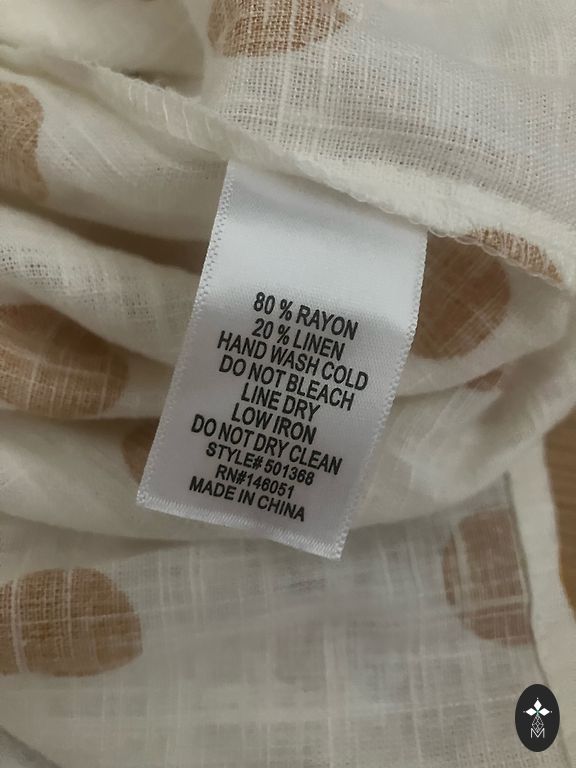 80 % RAYON
20 % LINEN
HAND WASH COLD
DO NOT BLEACH
LINE DRY
LOW IRON
DO NOT DRY CLEAN
STYLE# 501368
RN#146051
MADE IN CHINA
M